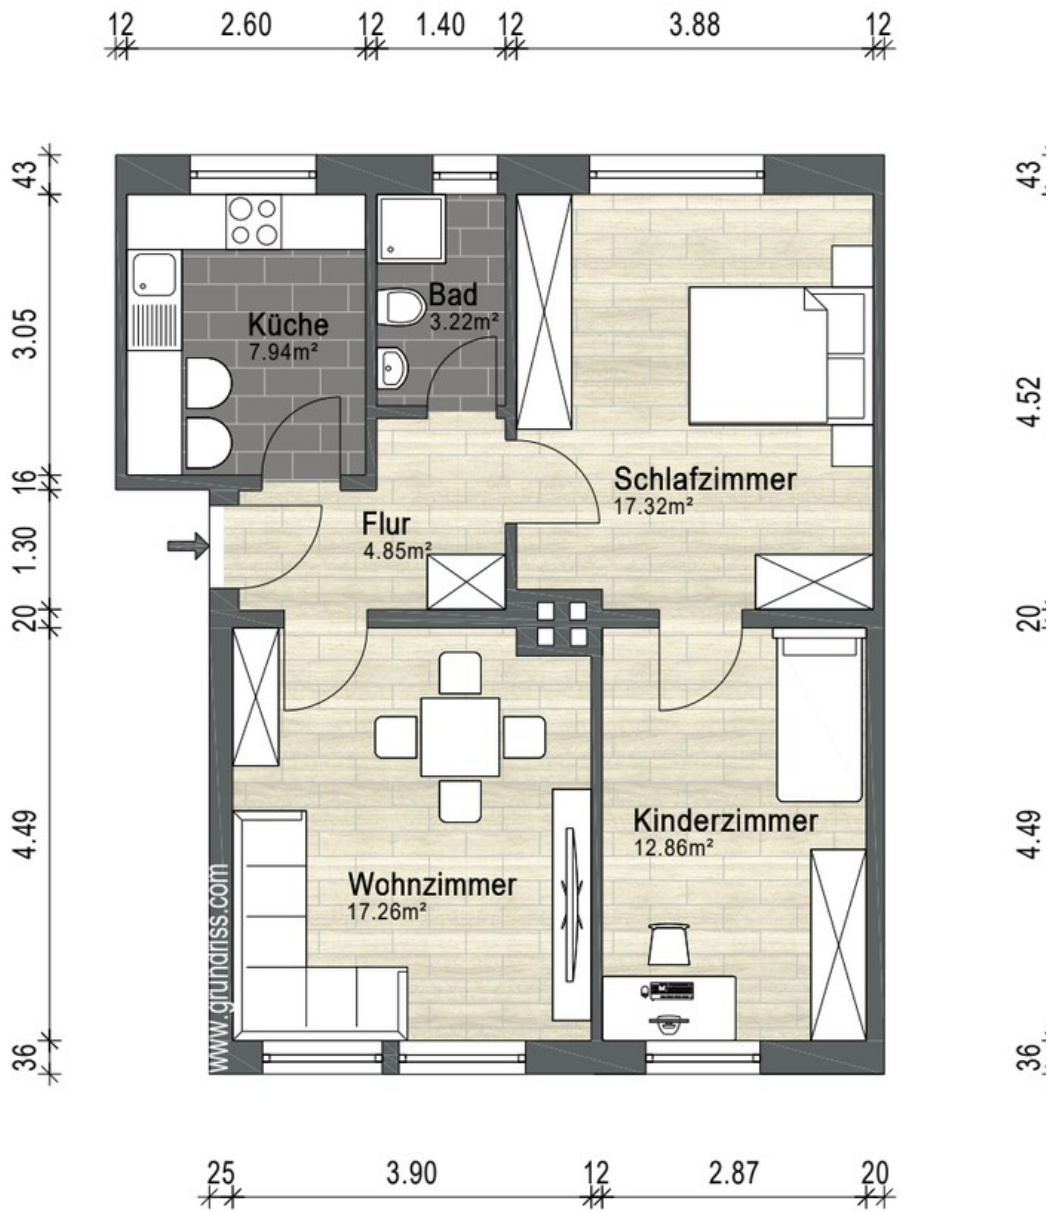 12 2.60 12 1.40 12 3.88 12
43
3.05
16
1.30
20
4.49
36
Küche
7.94m²
Bad
3.22m²
Schlafzimmer
17.32m²
Flur
4.85m²
Kinderzimmer
12.86m²
Wohnzimmer
17.26m²
www.grundriss.com
43
4.52
20
4.49
36
25 3.90 12 2.87 20